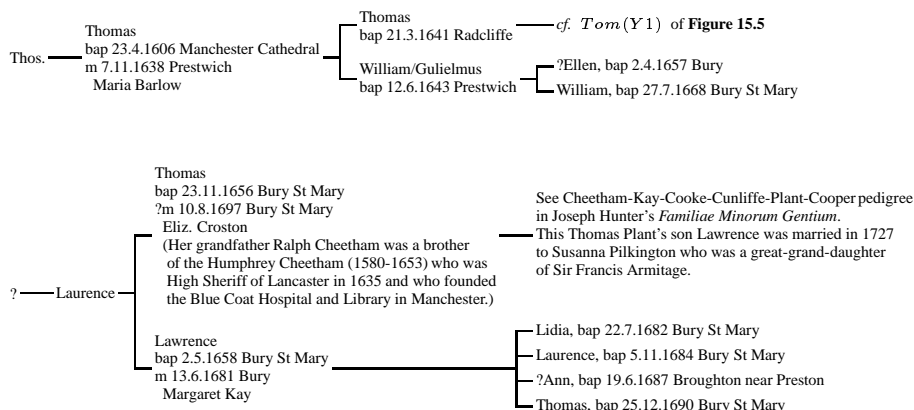 Thos.
Thomas
bap 23.4.1606 Manchester Cathedral
m 7.11.1638 Prestwich
Maria Barlow
Thomas
bap 21.3.1641 Radcliffe
cf. Tom(Y1) of Figure 15.5
William/Gulielmus
bap 12.6.1643 Prestwich
?Ellen, bap 2.4.1657 Bury
William, bap 27.7.1668 Bury St Mary
?
Laurence
Thomas
bap 23.11.1656 Bury St Mary
?m 10.8.1697 Bury St Mary
Eliz. Croston
(Her grandfather Ralph Cheetham was a brother
of the Humphrey Cheetham (1580-1653) who was
High Sheriff of Lancaster in 1635 and who founded
the Blue Coat Hospital and Library in Manchester.)
See Cheetham-Kay-Cooke-Cunliffe-Plant-Cooper pedigree
in Joseph Hunter's Familiae Minorum Gentium.
This Thomas Plant's son Lawrence was married in 1727
to Susanna Pilkington who was a great-grand-daughter
of Sir Francis Armitage.
Lawrence
bap 2.5.1658 Bury St Mary
m 13.6.1681 Bury
Margaret Kay
Lidia, bap 22.7.1682 Bury St Mary
Laurence, bap 5.11.1684 Bury St Mary
?Ann, bap 19.6.1687 Broughton near Preston
Thomas, bap 25.12.1690 Bury St Mary